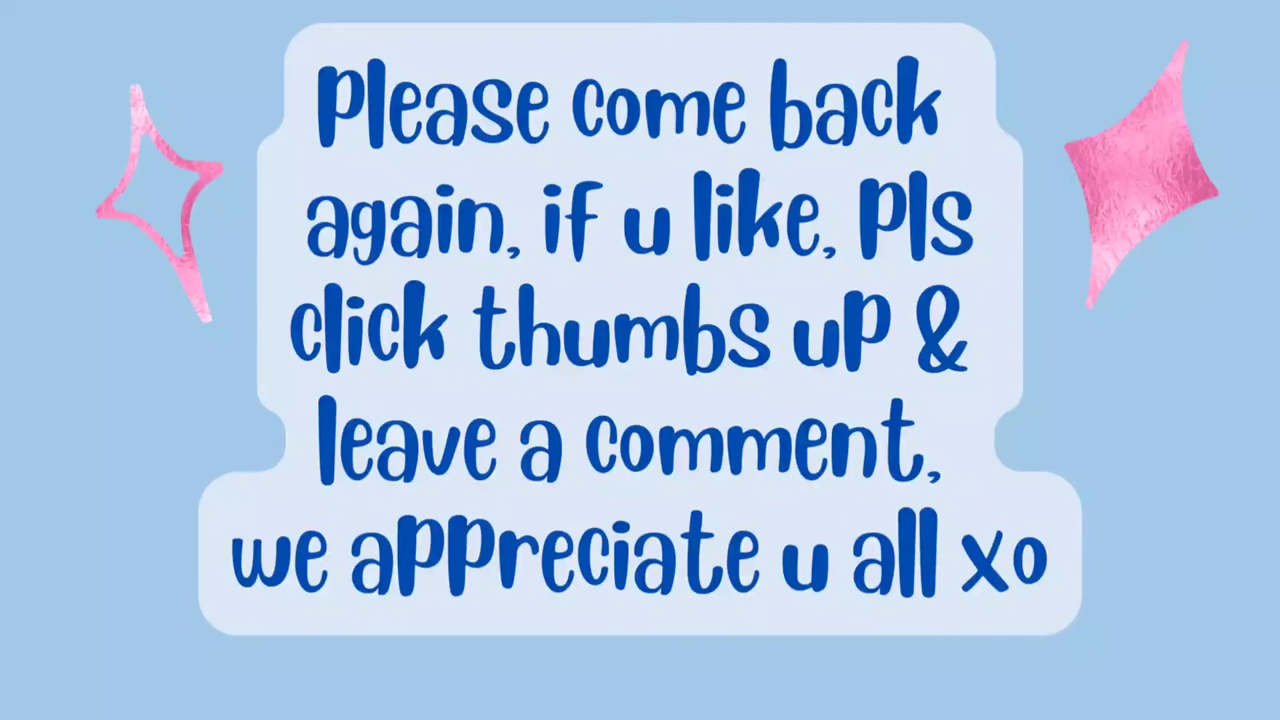 Please come back
again, if u like, pls
click thumbs up &
leave a comment,
we appreciate u all xo